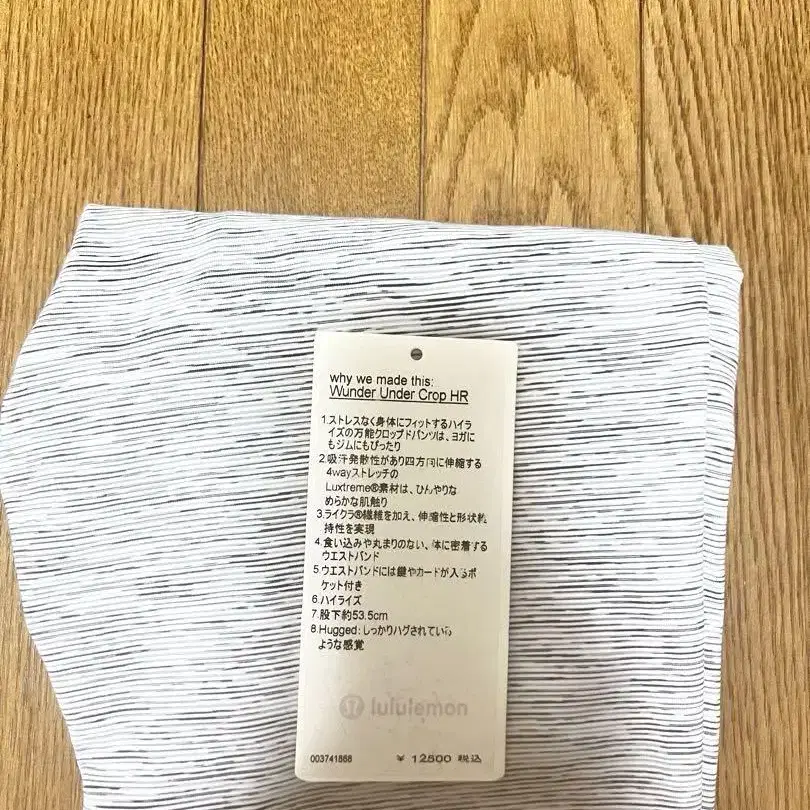 why we made this:
Wunder Under Crop HR
1.ストレスなく身体にフィットするハイラ
イズの万能クロップドパンツは、ヨガに
もジムにもぴったり
2.吸汗発散性があり四方向に伸縮する
4wayストレッチの
Luxtreme®素材は、ひんやりな
めらかな肌触り
3.ライクラ®繊維を加え、伸縮性と形状維
持性を実現
4.食い込みや丸まりのない、体に密着する
ウエストバンド
5.ウエストバンドには鍵やカードが入るポ
ケット付き
6.ハイライズ
7.股下約53.5cm
8.Hugged:しっかりハグされている
ような感覚
lululemon
003741868 ¥ 12800 税込